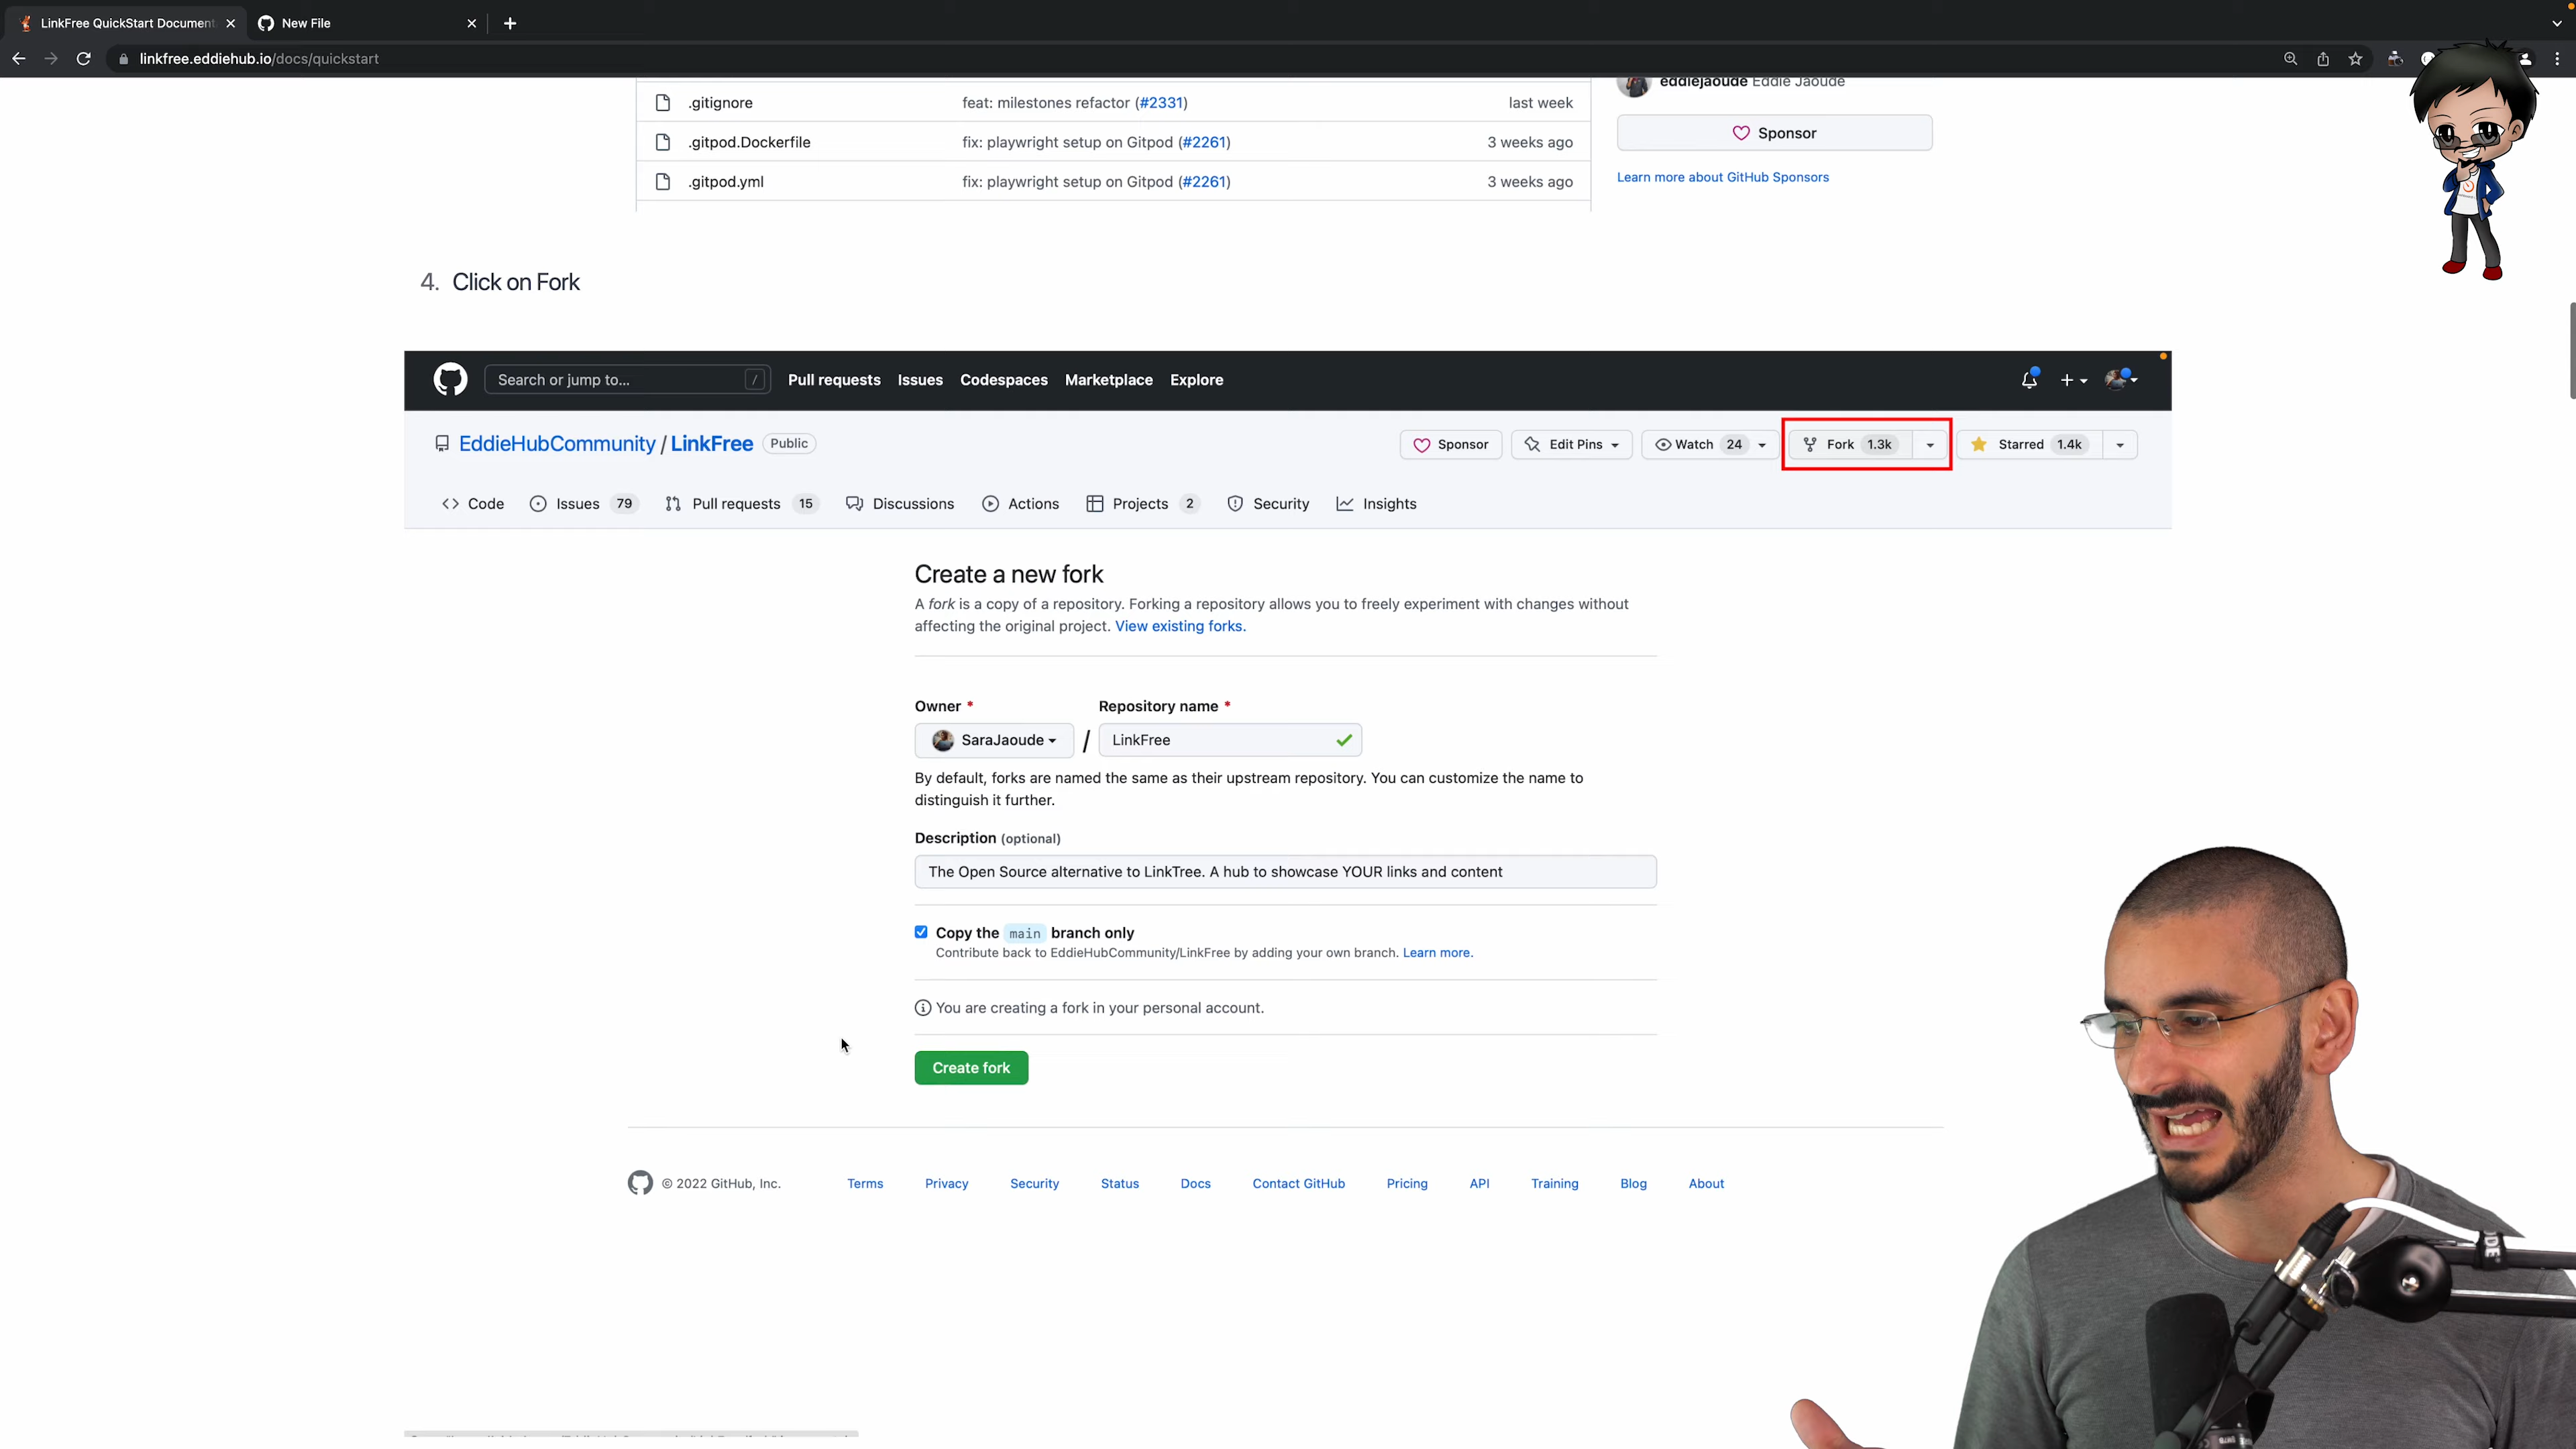 LinkFree QuickStart Document
New File
linkfree.eddiehub.io/docs/quickstart
eddiejaoude Eddie Jaoude
.gitignore feat: milestones refactor (#2331) last week
.gitpod.Dockerfile fix: playwright setup on Gitpod (#2261) 3 weeks ago
.gitpod.yml fix: playwright setup on Gitpod (#2261) 3 weeks ago
Sponsor
Learn more about GitHub Sponsors
4. Click on Fork
Search or jump to... / Pull requests Issues Codespaces Marketplace Explore
EddieHubCommunity / LinkFree Public Sponsor Edit Pins Watch 24 Fork 1.3k Starred 1.4k
Code Issues 79 Pull requests 15 Discussions Actions Projects 2 Security Insights
Create a new fork
A fork is a copy of a repository. Forking a repository allows you to freely experiment with changes without
affecting the original project. View existing forks.
Owner * Repository name *
SaraJaoude / LinkFree
By default, forks are named the same as their upstream repository. You can customize the name to
distinguish it further.
Description (optional)
The Open Source alternative to LinkTree. A hub to showcase YOUR links and content
Copy the main branch only
Contribute back to EddieHubCommunity/LinkFree by adding your own branch. Learn more.
You are creating a fork in your personal account.
Create fork
© 2022 GitHub, Inc. Terms Privacy Security Status Docs Contact GitHub Pricing API Training Blog About